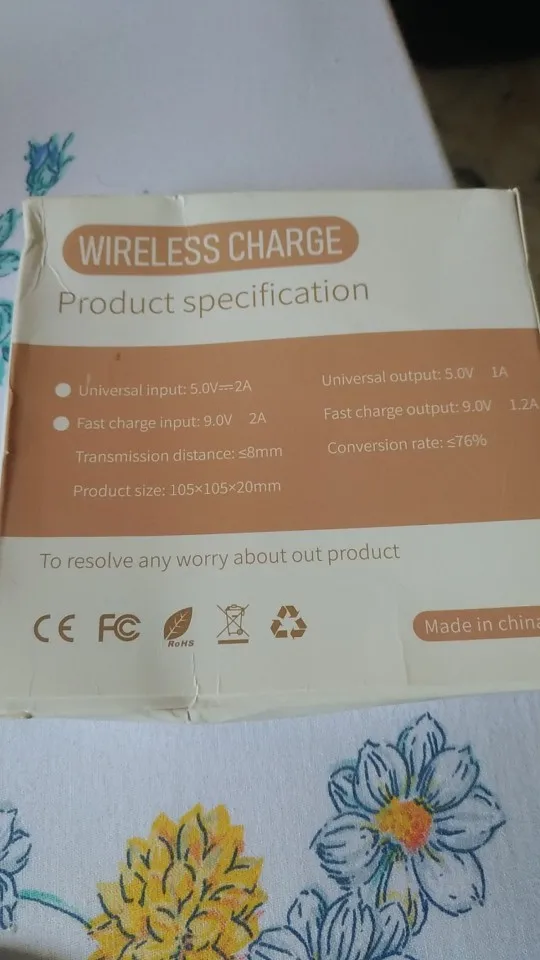 WIRELESS CHARGE
Product specification
Universal input: 5.0V⎓2A
Universal output: 5.0V 1A
Fast charge input: 9.0V 2A
Fast charge output: 9.0V 1.2A
Transmission distance: ≤8mm
Conversion rate: ≤76%
Product size: 105×105×20mm
To resolve any worry about out product
CE FC RoHS
Made in china